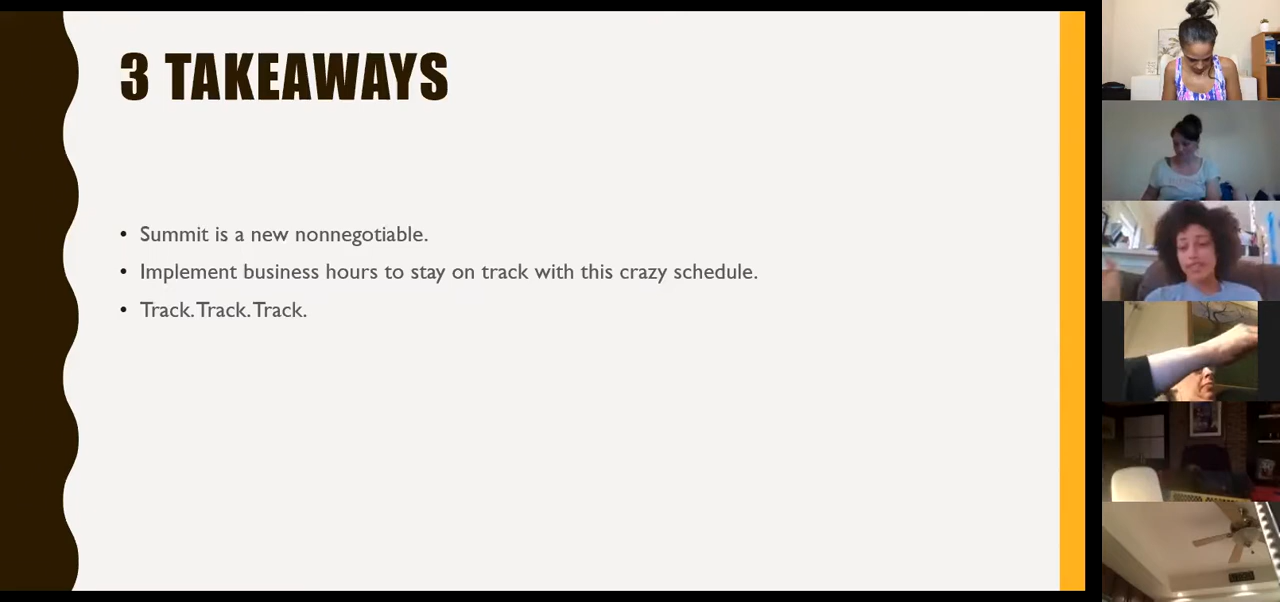 3 TAKEAWAYS
• Summit is a new nonnegotiable.
• Implement business hours to stay on track with this crazy schedule.
• Track. Track. Track.